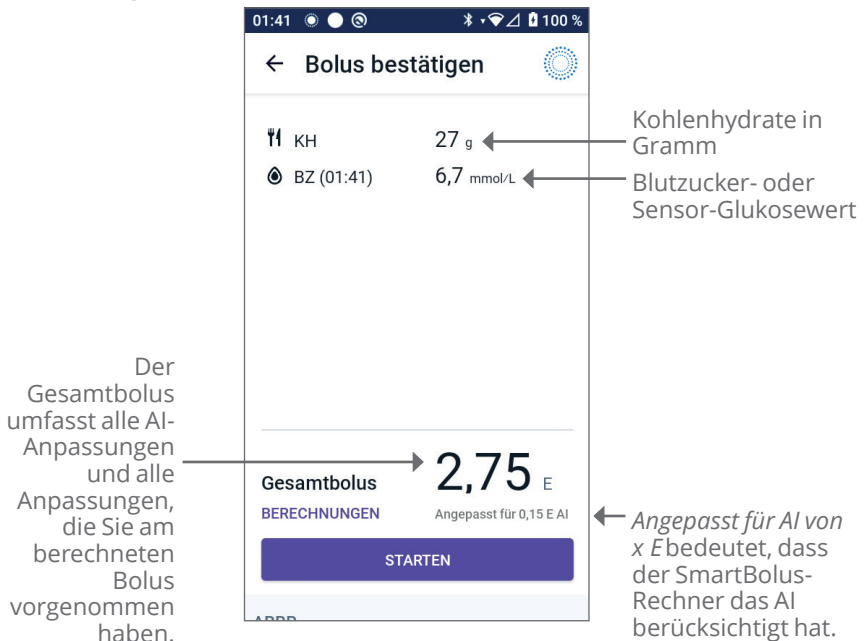 01:41 100 %
Bolus bestätigen
KH 27 g
BZ (01:41) 6,7 mmol/L
Kohlenhydrate in
Gramm
Blutzucker- oder
Sensor-Glukosewert
Der
Gesamtbolus
umfasst alle AI-
Anpassungen
und alle
Anpassungen,
die Sie am
berechneten
Bolus
vorgenommen
haben.
Gesamtbolus 2,75 E
BERECHNUNGEN Angepasst für 0,15 E AI
STARTEN
Angepasst für AI von
x E bedeutet, dass
der SmartBolus-
Rechner das AI
berücksichtigt hat.